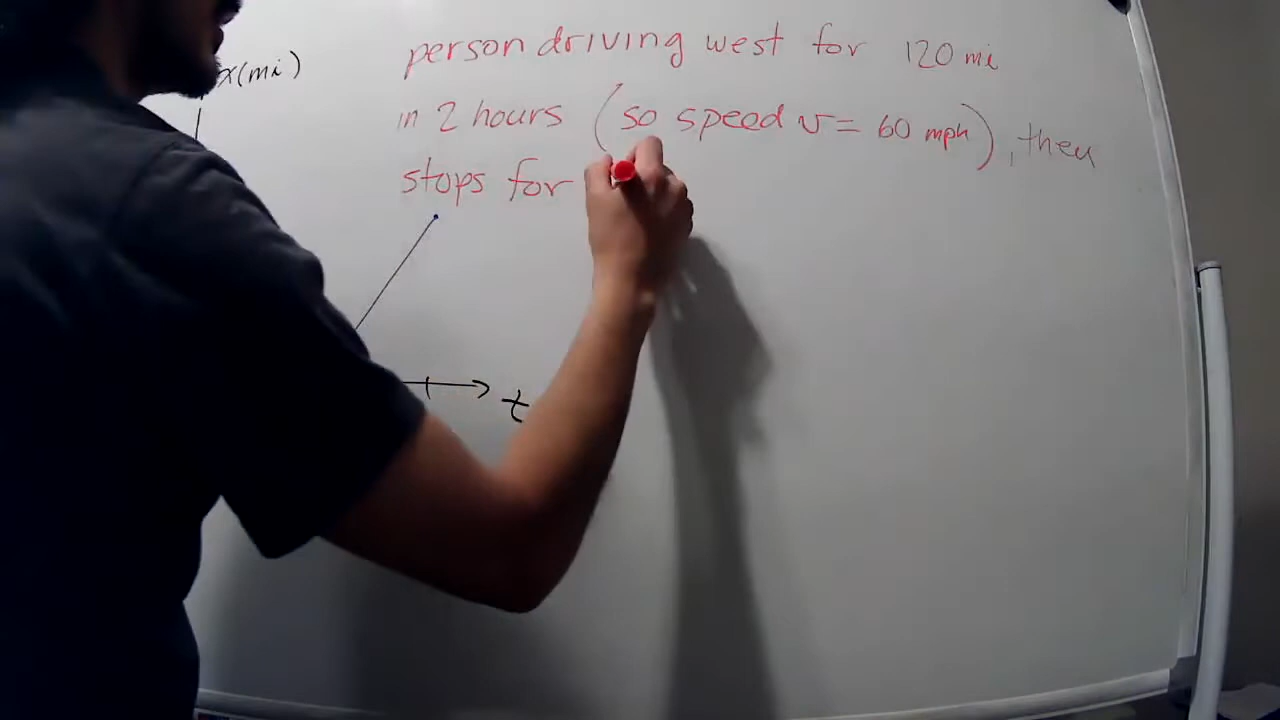 x(mi)
person driving west for 120 mi
in 2 hours (so speed v = 60 mph), then
stops for
t